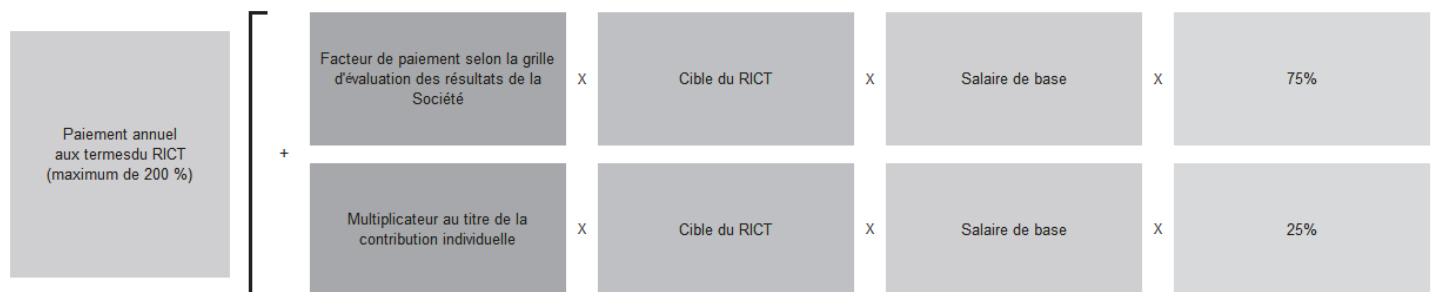 Paiement annuel
aux termesdu RICT
(maximum de 200 %)
+
Facteur de paiement selon la grille
d'évaluation des résultats de la
Société
X
Cible du RICT
X
Salaire de base
X
75%
Multiplicateur au titre de la
contribution individuelle
X
Cible du RICT
X
Salaire de base
X
25%